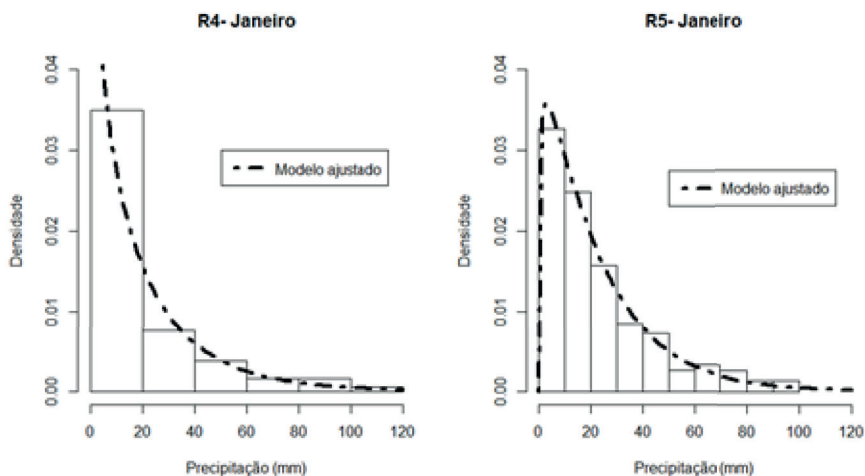 R4- Janeiro
Densidade
0.00 0.01 0.02 0.03 0.04
Modelo ajustado
0 20 40 60 80 100 120
Precipitação (mm)
R5- Janeiro
Densidade
0.00 0.01 0.02 0.03 0.04
Modelo ajustado
0 20 40 60 80 100 120
Precipitação (mm)